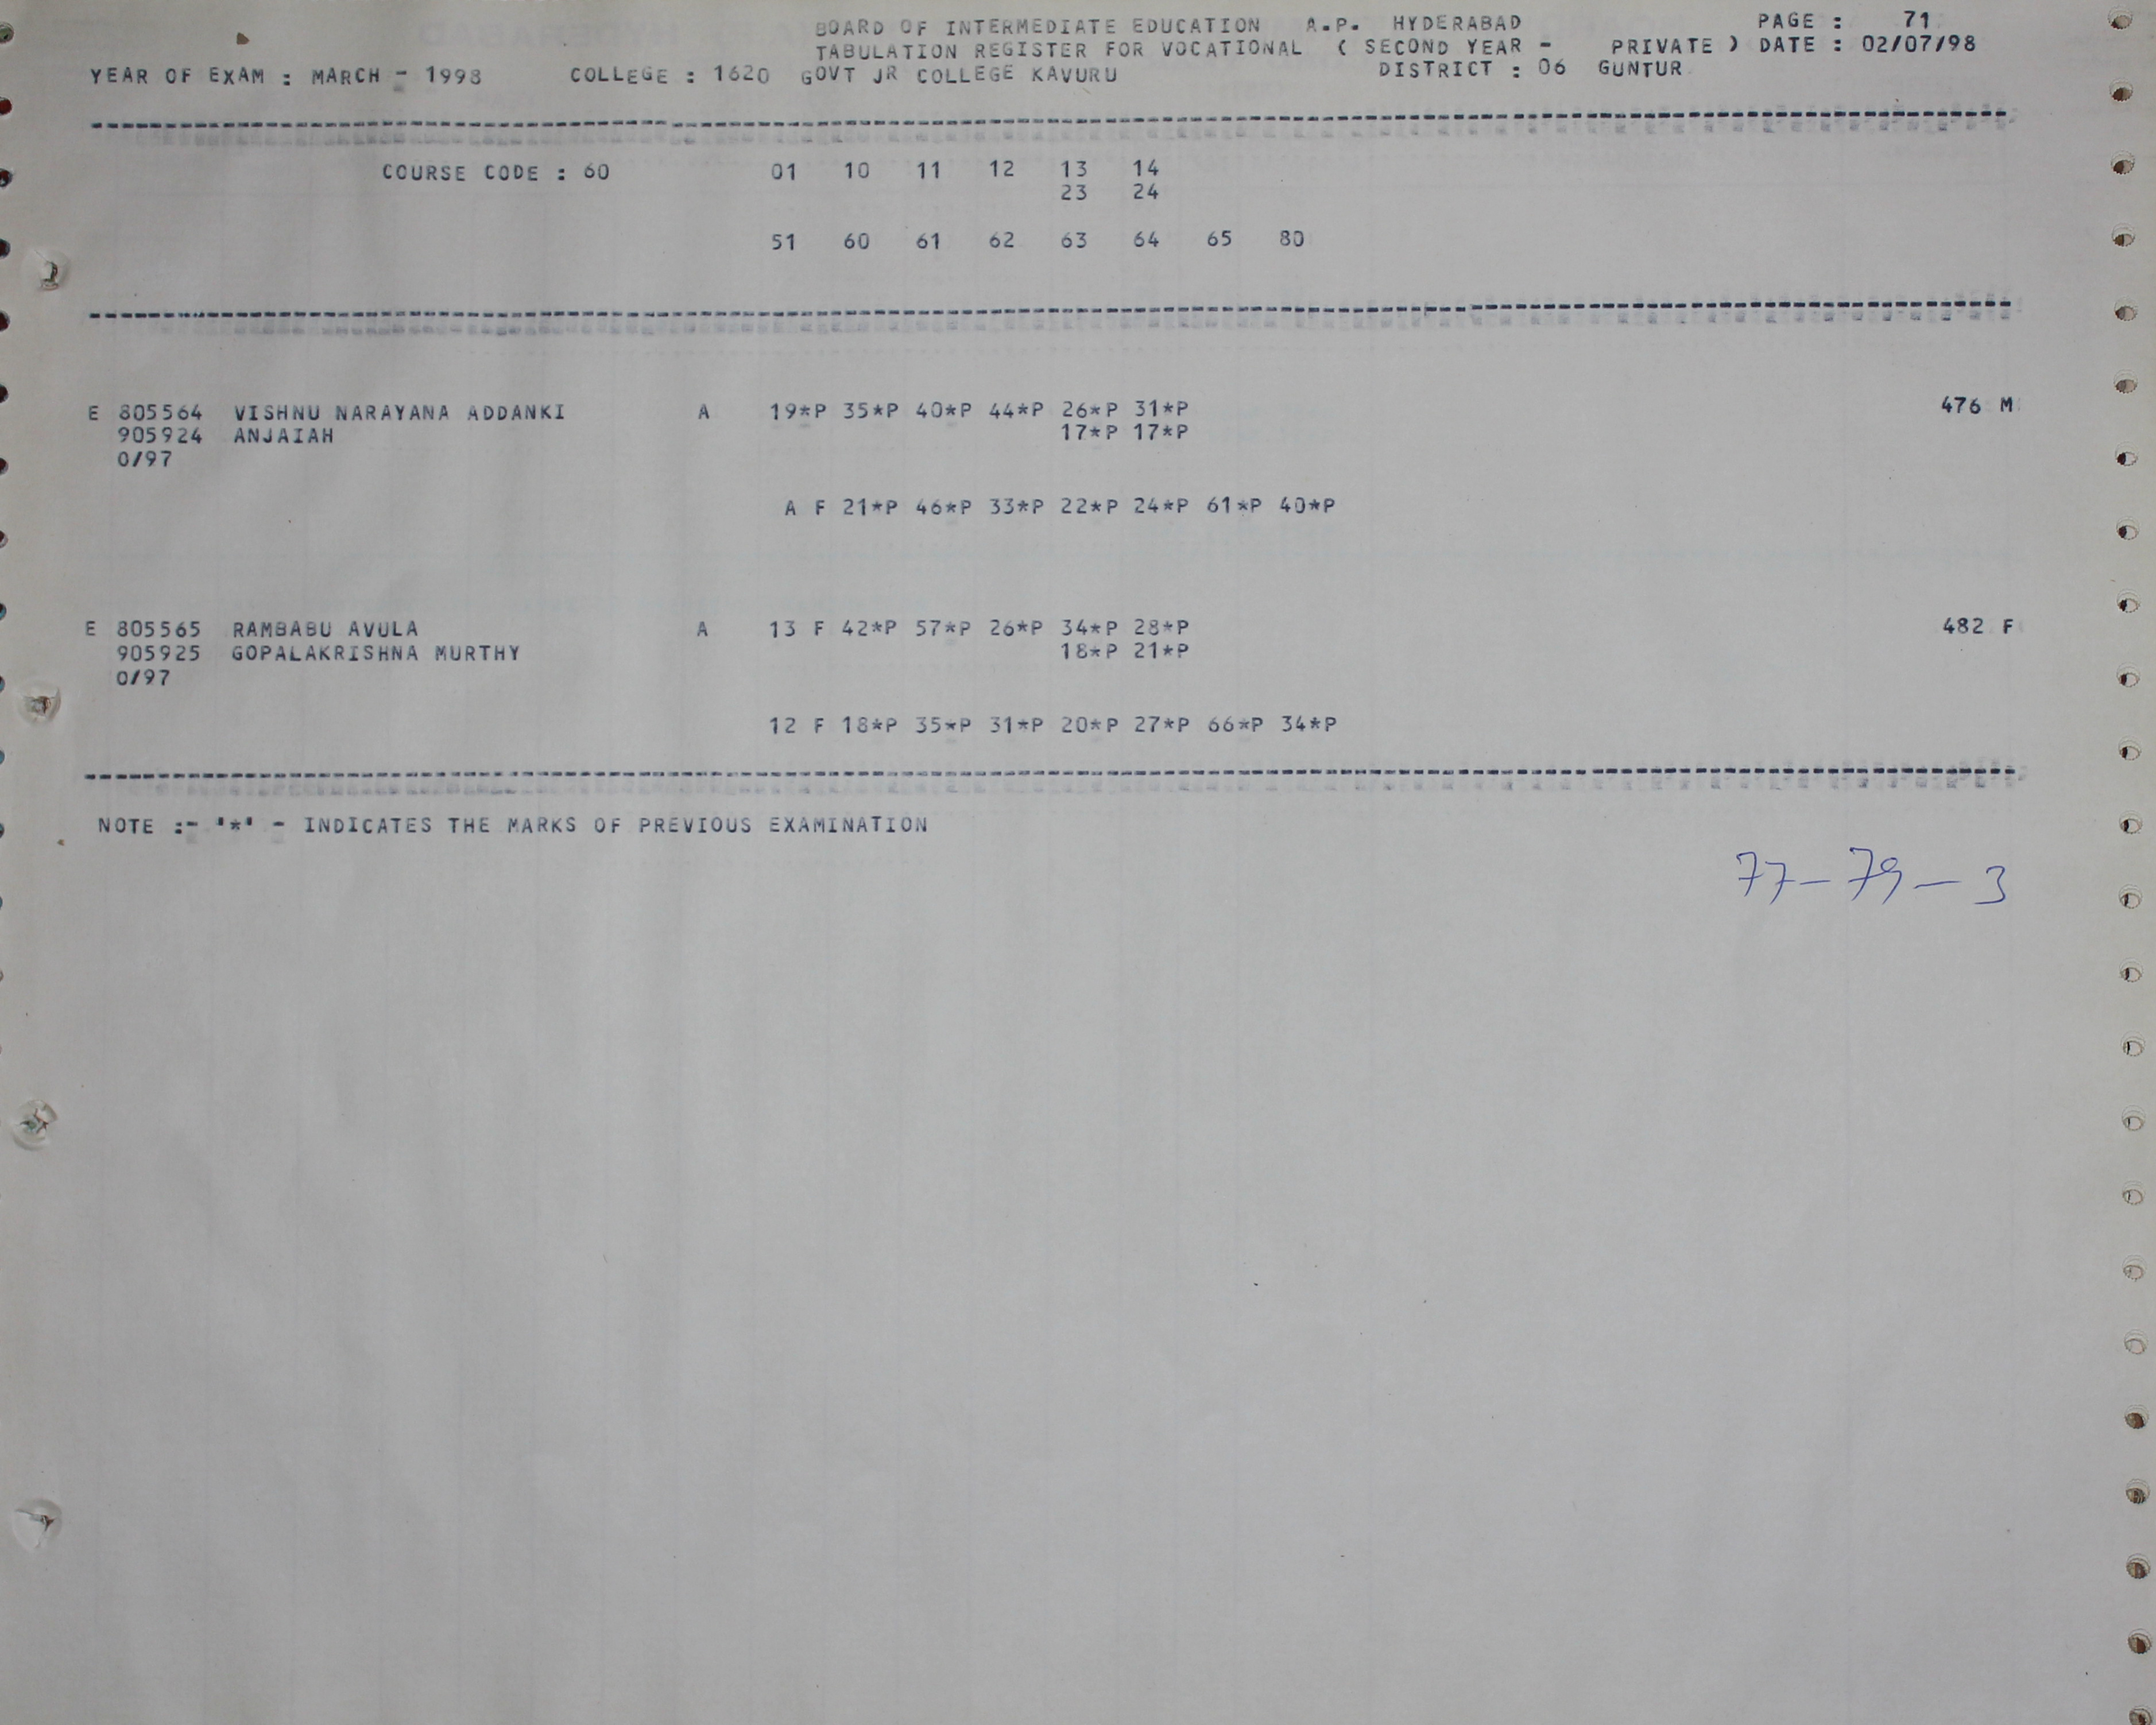 BOARD OF INTERMEDIATE EDUCATION A.P. HYDERABAD PAGE : 71
TABULATION REGISTER FOR VOCATIONAL ( SECOND YEAR - PRIVATE ) DATE : 02/07/98
YEAR OF EXAM : MARCH - 1998 COLLEGE : 1620 GOVT JR COLLEGE KAVURU DISTRICT : 06 GUNTUR
COURSE CODE : 60 01 10 11 12 13 14
23 24
51 60 61 62 63 64 65 80
E 805564 VISHNU NARAYANA ADDANKI A 19*P 35*P 40*P 44*P 26*P 31*P 476 M
905924 ANJAIAH 17*P 17*P
0/97
A F 21*P 46*P 33*P 22*P 24*P 61*P 40*P
E 805565 RAMBABU AVULA A 13 F 42*P 57*P 26*P 34*P 28*P 482 F
905925 GOPALAKRISHNA MURTHY 18*P 21*P
0/97
12 F 18*P 35*P 31*P 20*P 27*P 66*P 34*P
NOTE :- '*' - INDICATES THE MARKS OF PREVIOUS EXAMINATION
77-79-3